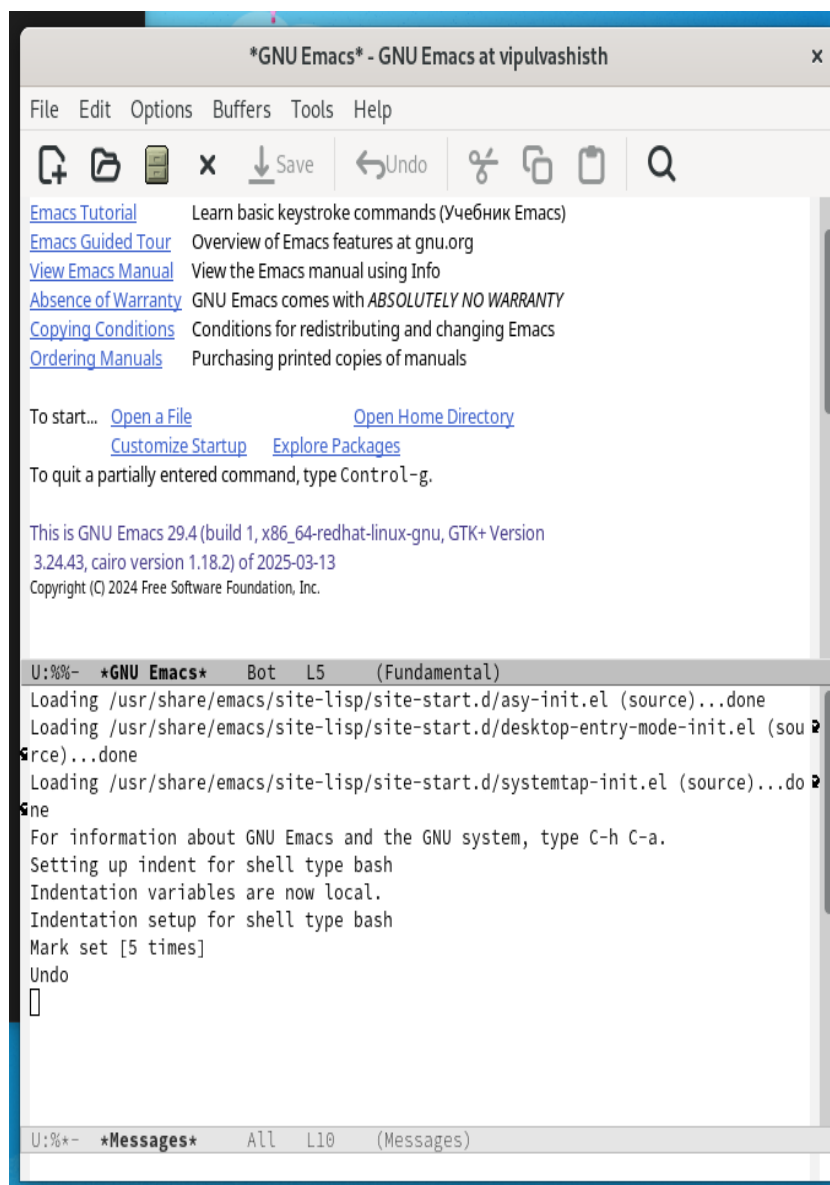 *GNU Emacs* - GNU Emacs at vipulvashisth
File Edit Options Buffers Tools Help
Save Undo
Emacs Tutorial Learn basic keystroke commands (Учебник Emacs)
Emacs Guided Tour Overview of Emacs features at gnu.org
View Emacs Manual View the Emacs manual using Info
Absence of Warranty GNU Emacs comes with ABSOLUTELY NO WARRANTY
Copying Conditions Conditions for redistributing and changing Emacs
Ordering Manuals Purchasing printed copies of manuals
To start... Open a File Open Home Directory
Customize Startup Explore Packages
To quit a partially entered command, type Control-g.
This is GNU Emacs 29.4 (build 1, x86_64-redhat-linux-gnu, GTK+ Version
3.24.43, cairo version 1.18.2) of 2025-03-13
Copyright (C) 2024 Free Software Foundation, Inc.
U:%%- *GNU Emacs* Bot L5 (Fundamental)
Loading /usr/share/emacs/site-lisp/site-start.d/asy-init.el (source)...done
Loading /usr/share/emacs/site-lisp/site-start.d/desktop-entry-mode-init.el (sou
rce)...done
Loading /usr/share/emacs/site-lisp/site-start.d/systemtap-init.el (source)...do
ne
For information about GNU Emacs and the GNU system, type C-h C-a.
Setting up indent for shell type bash
Indentation variables are now local.
Indentation setup for shell type bash
Mark set [5 times]
Undo
U:%*- *Messages* All L10 (Messages)